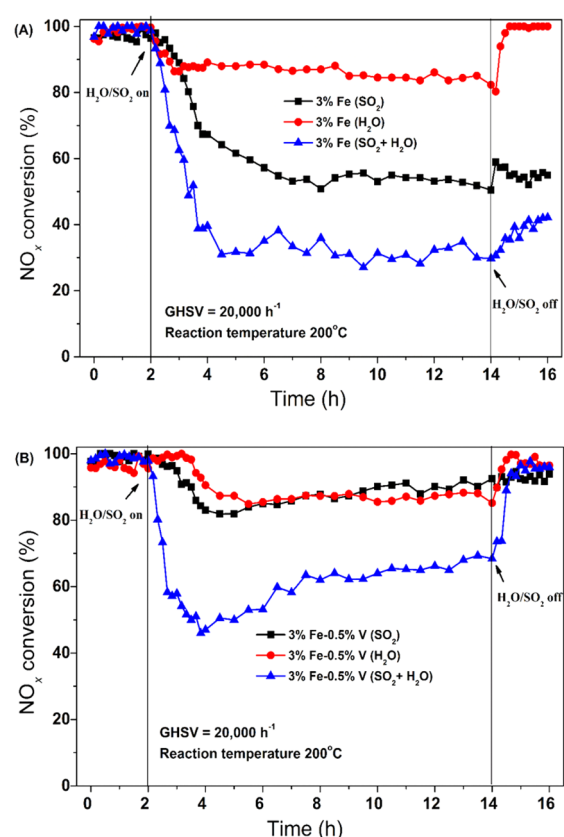 (A)
100
80
60
40
20
0
NOx conversion (%)
H₂O/SO₂ on
3% Fe (SO₂)
3% Fe (H₂O)
3% Fe (SO₂+ H₂O)
GHSV = 20,000 h⁻¹
Reaction temperature 200°C
H₂O/SO₂ off
0 2 4 6 8 10 12 14 16
Time (h)
(B)
100
80
60
40
20
0
NOx conversion (%)
H₂O/SO₂ on
H₂O/SO₂ off
3% Fe-0.5% V (SO₂)
3% Fe-0.5% V (H₂O)
3% Fe-0.5% V (SO₂+ H₂O)
GHSV = 20,000 h⁻¹
Reaction temperature 200°C
0 2 4 6 8 10 12 14 16
Time (h)